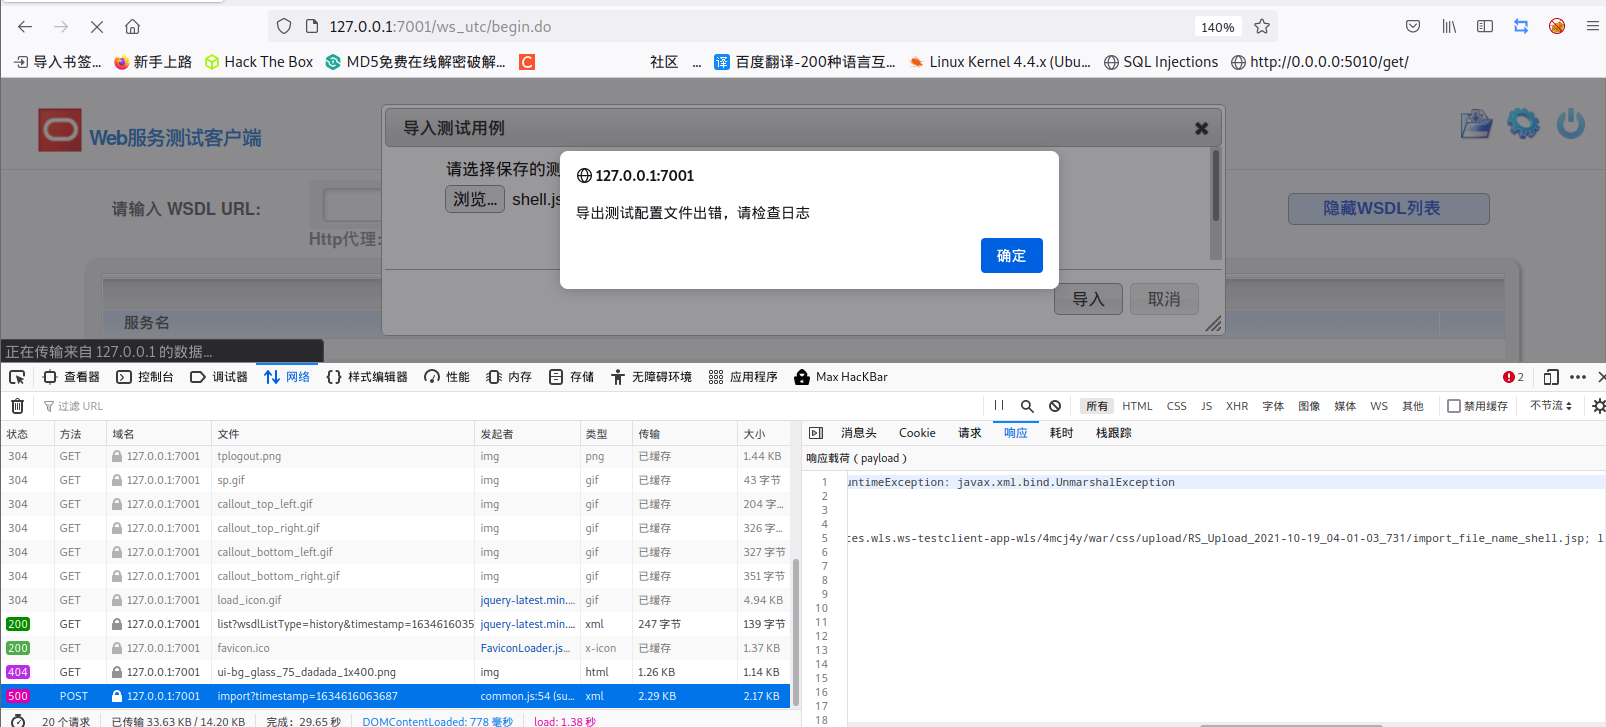 127.0.0.1:7001/ws_utc/begin.do
140%
导入书签...
新手上路
Hack The Box
MD5免费在线解密破解...
C
社区
...
译
百度翻译-200种语言互...
Linux Kernel 4.4.x (Ubu...
SQL Injections
http://0.0.0.0:5010/get/
Web服务测试客户端
导入测试用例
请选择保存的测
浏览...
shell.js
127.0.0.1:7001
导出测试配置文件出错，请检查日志
确定
请输入 WSDL URL:
隐藏WSDL列表
Http代理:
导入
取消
服务名
正在传输来自 127.0.0.1 的数据...
查看器
控制台
调试器
网络
样式编辑器
性能
内存
存储
无障碍环境
应用程序
Max HacKBar
2
过滤 URL
所有
HTML
CSS
JS
XHR
字体
图像
媒体
WS
其他
禁用缓存
不节流
状态 方法 域名 文件 发起者 类型 传输 大小
304 GET 127.0.0.1:7001 tplogout.png img png 已缓存 1.44 KB
304 GET 127.0.0.1:7001 sp.gif img gif 已缓存 43 字节
304 GET 127.0.0.1:7001 callout_top_left.gif img gif 已缓存 204 字...
304 GET 127.0.0.1:7001 callout_top_right.gif img gif 已缓存 326 字...
304 GET 127.0.0.1:7001 callout_bottom_left.gif img gif 已缓存 327 字节
304 GET 127.0.0.1:7001 callout_bottom_right.gif img gif 已缓存 351 字节
304 GET 127.0.0.1:7001 load_icon.gif jquery-latest.min.... gif 已缓存 4.94 KB
200 GET 127.0.0.1:7001 list?wsdlListType=history&timestamp=1634616035 jquery-latest.min.... xml 247 字节 139 字节
200 GET 127.0.0.1:7001 favicon.ico FaviconLoader.js... x-icon 已缓存 1.37 KB
404 GET 127.0.0.1:7001 ui-bg_glass_75_dadada_1x400.png img html 1.26 KB 1.14 KB
500 POST 127.0.0.1:7001 import?timestamp=1634616063687 common.js:54 (su... xml 2.29 KB 2.17 KB
20 个请求
已传输 33.63 KB / 14.20 KB
完成：29.65 秒
DOMContentLoaded: 778 毫秒
load: 1.38 秒
消息头
Cookie
请求
响应
耗时
栈跟踪
响应载荷（payload）
1 untimeException: javax.xml.bind.UnmarshalException
2
3
4
5 ces.wls.ws-testclient-app-wls/4mcj4y/war/css/upload/RS_Upload_2021-10-19_04-01-03_731/import_file_name_shell.jsp; l
6
7
8
9
10
11
12
13
14
15
16
17
18